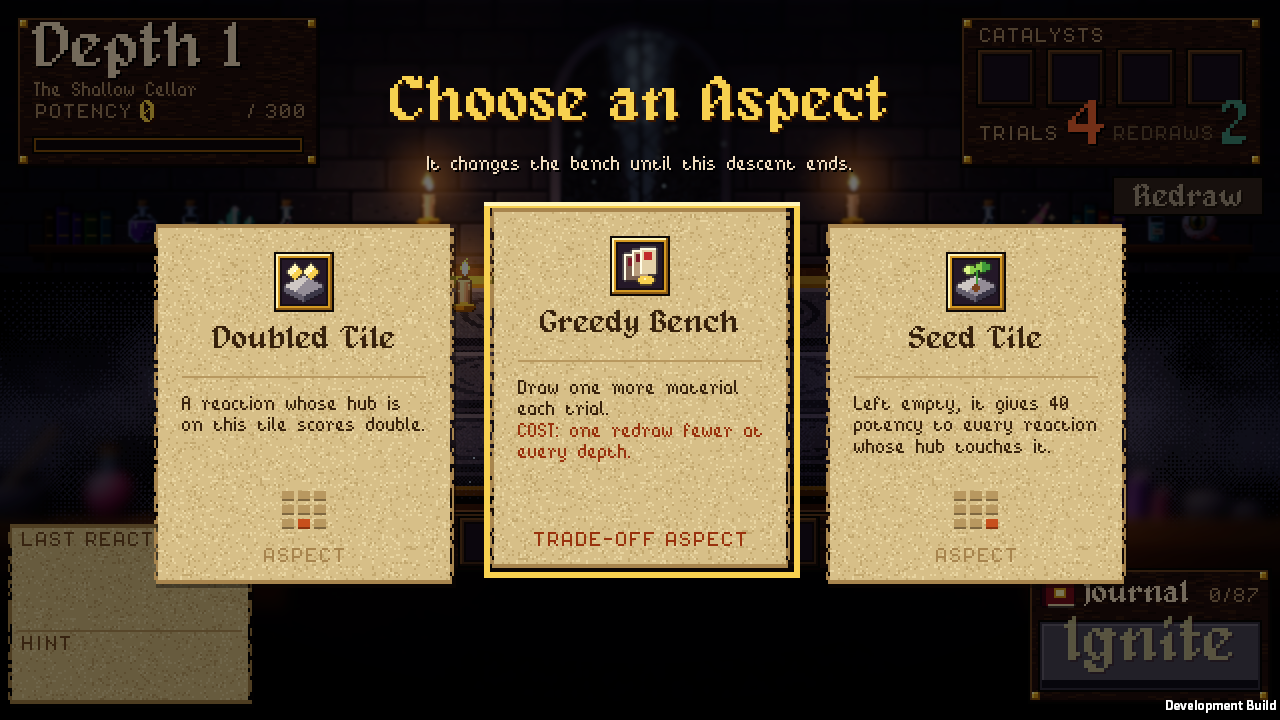 Depth 1
The Shallow Cellar
POTENCY 0 / 300
CATALYSTS
TRIALS 4 REDRAWS 2
Redraw
Choose an Aspect
It changes the bench until this descent ends.
Doubled Tile
A reaction whose hub is
on this tile scores double.
ASPECT
Greedy Bench
Draw one more material
each trial.
COST: one redraw fewer at
every depth.
TRADE-OFF ASPECT
Seed Tile
Left empty, it gives 40
potency to every reaction
whose hub touches it.
ASPECT
LAST REACT
HINT
Journal 0/87
Ignite
Development Build